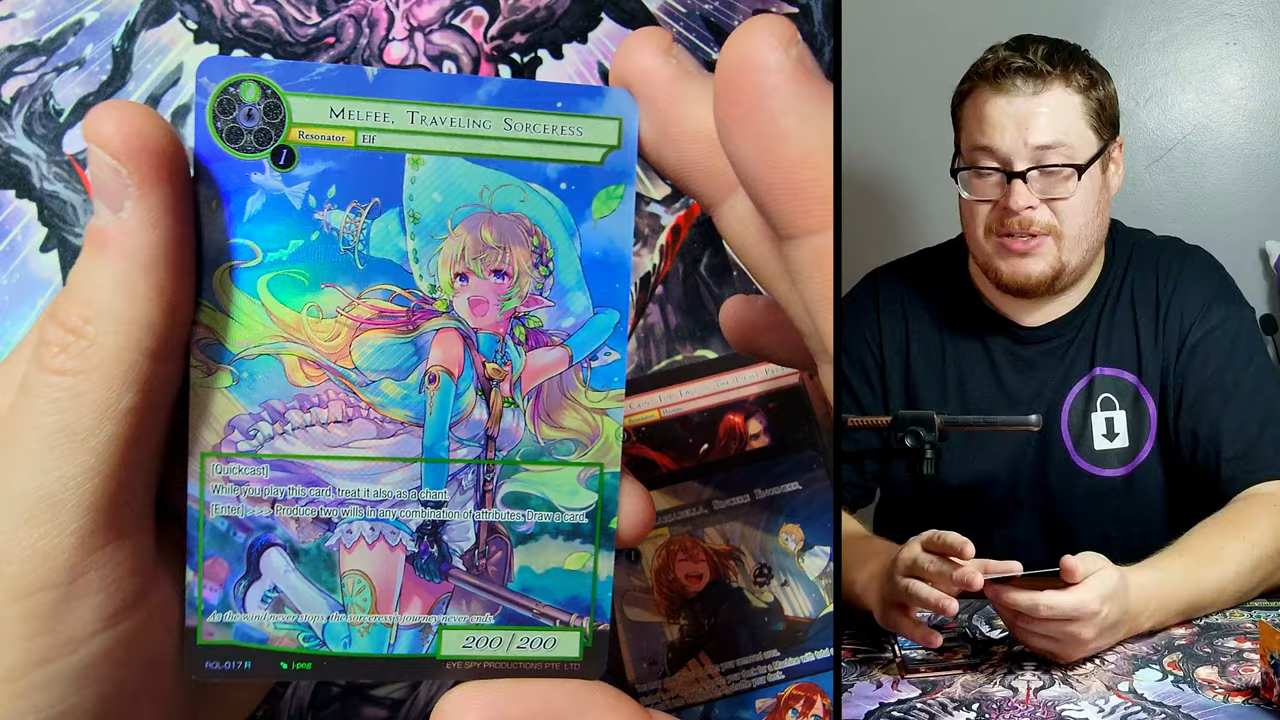 MELFEE, TRAVELING SORCERESS
Resonator Elf
1
[Quickcast]
While you play this card, treat it also as a chant.
[Enter] >>> Produce two wills in any combination of attributes. Draw a card.
As the wind never stops, the sorceress's journey never ends.
200/200
AOL-017 R j-png
EYE SPY PRODUCTIONS PTE. LTD